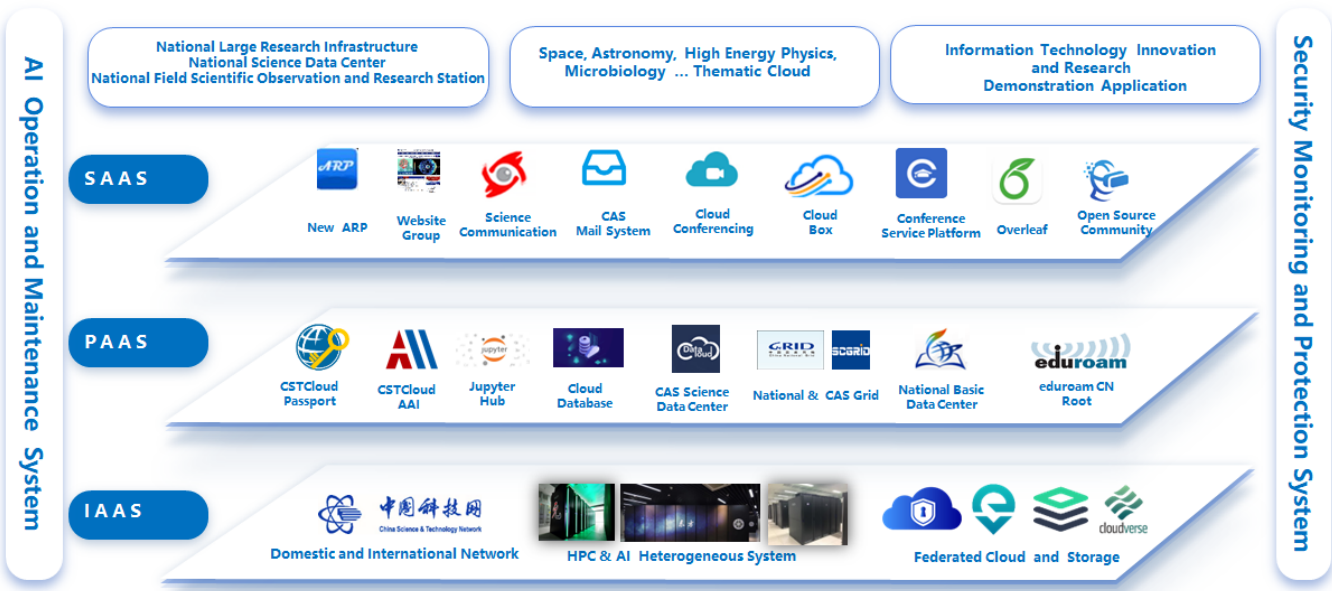 AI Operation and Maintenance System
National Large Research Infrastructure
National Science Data Center
National Field Scientific Observation and Research Station
Space, Astronomy, High Energy Physics,
Microbiology ... Thematic Cloud
Information Technology Innovation
and Research
Demonstration Application
Security Monitoring and Protection System
SAAS
ARP
New ARP
Website
Group
Science
Communication
CAS
Mail System
Cloud
Conferencing
Cloud
Box
Conference
Service Platform
Overleaf
Open Source
Community
PAAS
CSTCloud
Passport
CSTCloud
AAI
jupyter
Jupyter
Hub
Cloud
Database
Data
Cloud
CAS Science
Data Center
GRID
SCGRID
National & CAS Grid
National Basic
Data Center
eduroam
eduroam CN
Root
IAAS
中国科技网
China Science & Technology Network
Domestic and International Network
HPC & AI Heterogeneous System
cloudverse
Federated Cloud and Storage